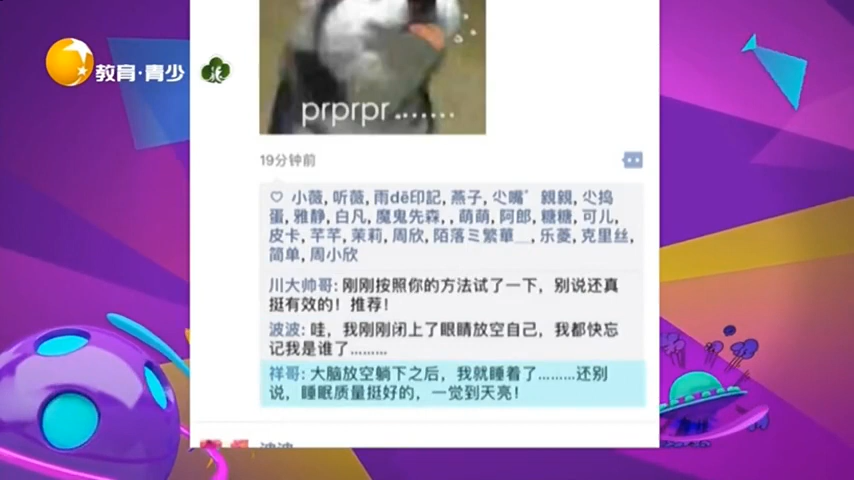 教育·青少
prprpr......
19分钟前
♡ 小薇, 听薇, 雨dē印記, 燕子, 尐嘴゛親親, 尐捣
蛋, 雅静, 白凡, 魔鬼先森, , 萌萌, 阿郎, 糖糖, 可儿,
皮卡, 芊芊, 茉莉, 周欣, 陌落ミ繁華__, 乐菱, 克里丝,
简单, 周小欣
川大帅哥: 刚刚按照你的方法试了一下，别说还真
挺有效的！推荐！
波波: 哇，我刚刚闭上了眼睛放空自己，我都快忘
记我是谁了.........
祥哥: 大脑放空躺下之后，我就睡着了.........还别
说，睡眠质量挺好的，一觉到天亮！